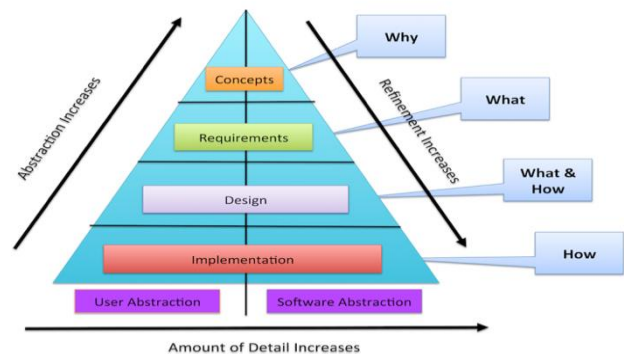 Why
Concepts
Abstraction Increases
Refinement Increases
What
Requirements
What &
How
Design
How
Implementation
User Abstraction
Software Abstraction
Amount of Detail Increases